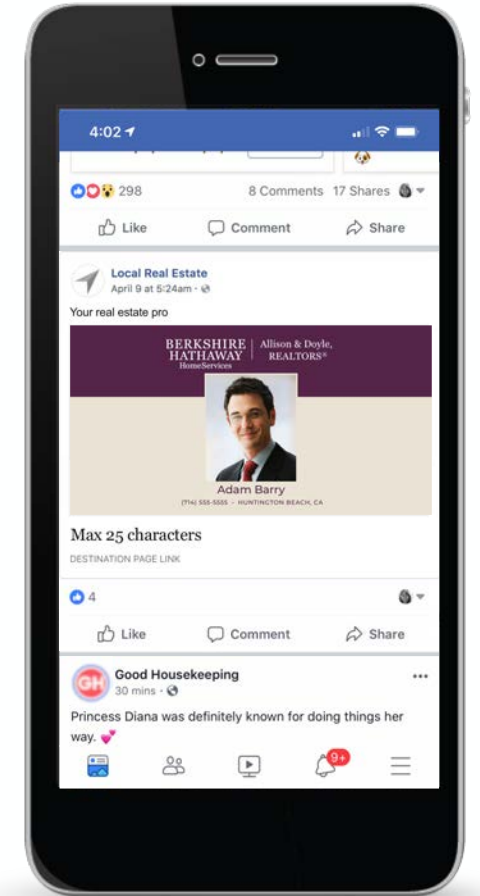 4:02
298 8 Comments 17 Shares
Like Comment Share
Local Real Estate
April 9 at 5:24am ·
Your real estate pro
BERKSHIRE HATHAWAY HomeServices
Allison & Doyle, REALTORS®
Adam Barry
(714) 555-5555 - HUNTINGTON BEACH, CA
Max 25 characters
DESTINATION PAGE LINK
4
Like Comment Share
GH
Good Housekeeping
30 mins ·
Princess Diana was definitely known for doing things her
way. 💕
9+